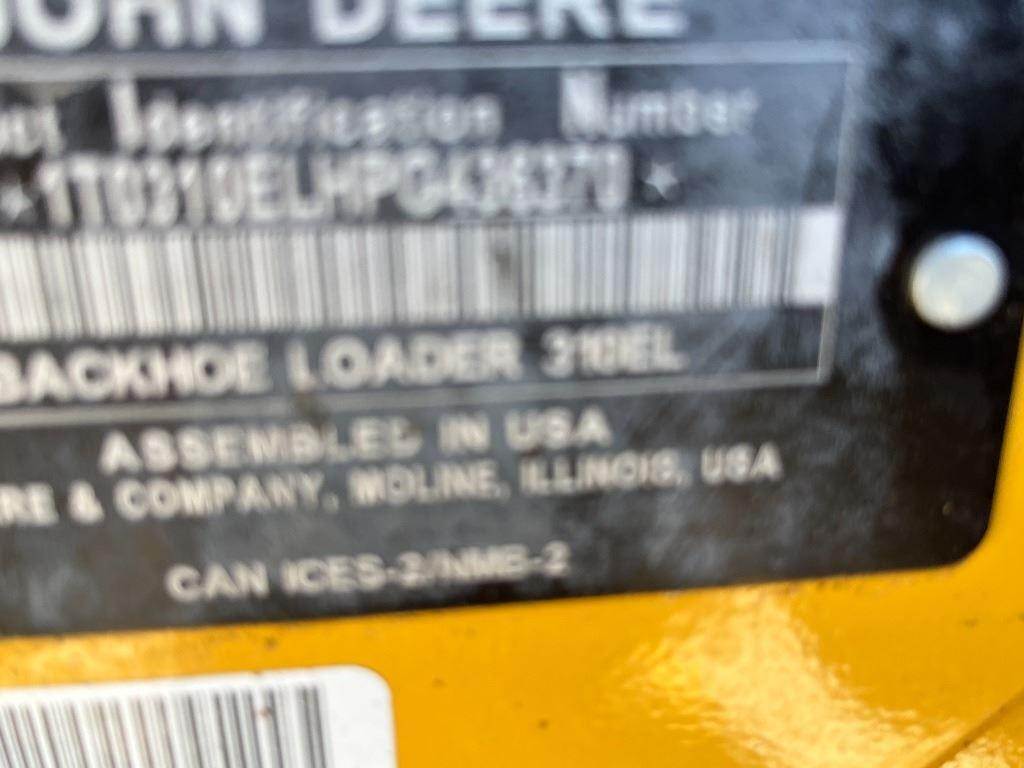 JOHN DEERE
Identification Number
BACKHOE LOADER 310EL
ASSEMBLED IN USA
& COMPANY, MOLINE, ILLINOIS, USA
CAN ICES-2/NMB-2